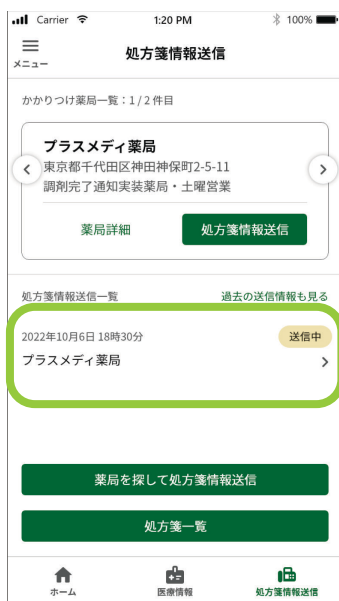 Carrier 1:20 PM 100%
処方箋情報送信
メニュー
かかりつけ薬局一覧：1 / 2 件目
プラスメディ薬局
東京都千代田区神田神保町2-5-11
調剤完了通知実装薬局・土曜営業
薬局詳細 処方箋情報送信
処方箋情報送信一覧 過去の送信情報も見る
2022年10月6日 18時30分 送信中
プラスメディ薬局
薬局を探して処方箋情報送信
処方箋一覧
ホーム 医療情報 処方箋情報送信